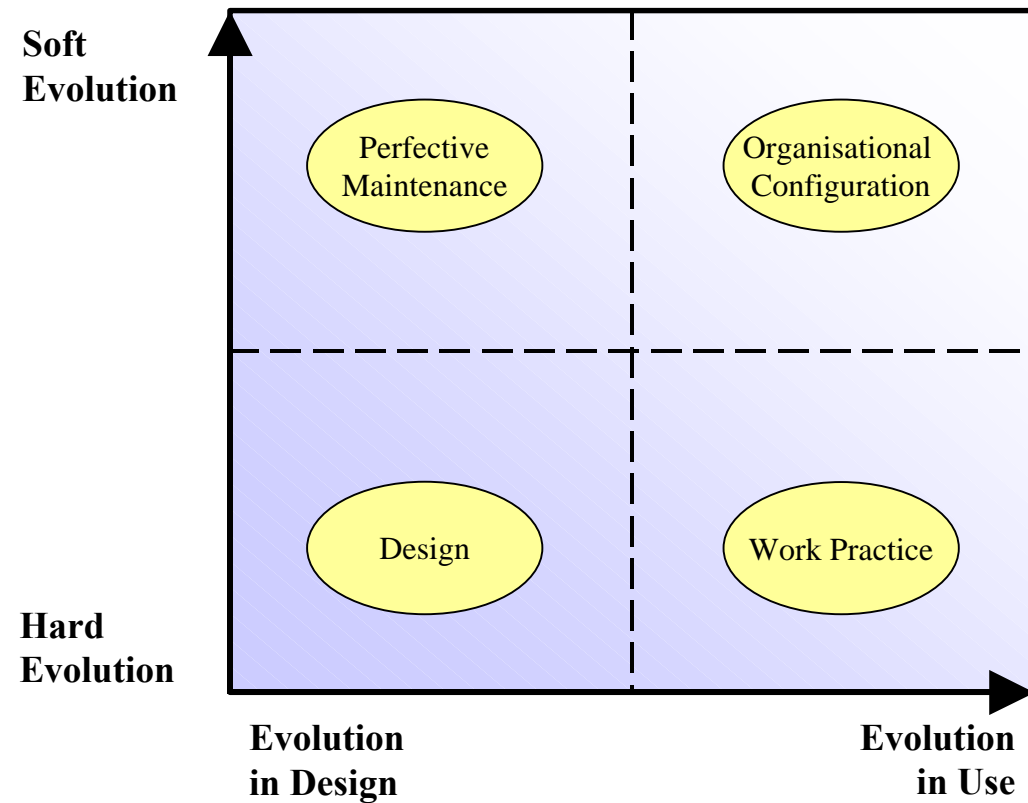 Soft
Evolution
Perfective
Maintenance
Organisational
Configuration
Design
Work Practice
Hard
Evolution
Evolution
in Design
Evolution
in Use